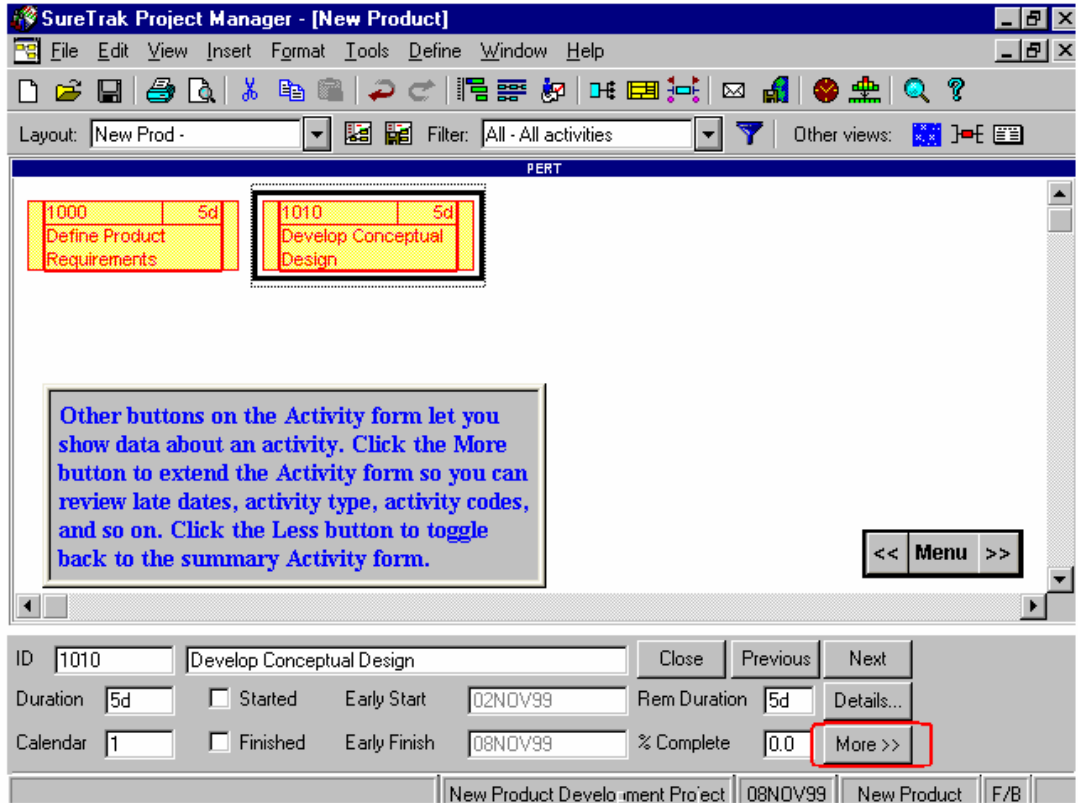 SureTrak Project Manager - [New Product]
File Edit View Insert Format Tools Define Window Help
Layout: New Prod - Filter: All - All activities Other views:
PERT
1000 5d
Define Product
Requirements
1010 5d
Develop Conceptual
Design
Other buttons on the Activity form let you
show data about an activity. Click the More
button to extend the Activity form so you can
review late dates, activity type, activity codes,
and so on. Click the Less button to toggle
back to the summary Activity form.
<< Menu >>
ID 1010 Develop Conceptual Design Close Previous Next
Duration 5d Started Early Start 02NOV99 Rem Duration 5d Details...
Calendar 1 Finished Early Finish 08NOV99 % Complete 0.0 More >>
New Product Development Project 08NOV99 New Product F/B